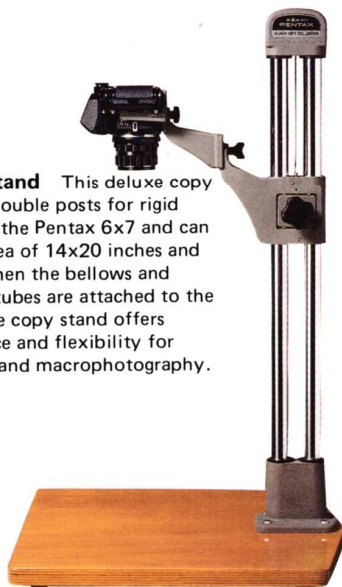 ASAHI
PENTAX
ASAHI OPT. CO., JAPAN
tand This deluxe copy
ouble posts for rigid
the Pentax 6x7 and can
ea of 14x20 inches and
hen the bellows and
tubes are attached to the
e copy stand offers
ce and flexibility for
and macrophotography.